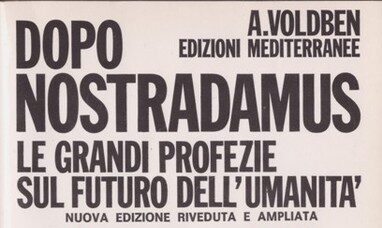 A.VOLDBEN
EDIZIONI MEDITERRANEE
DOPO
NOSTRADAMUS
LE GRANDI PROFEZIE
SUL FUTURO DELL'UMANITA'
NUOVA EDIZIONE RIVEDUTA E AMPLIATA